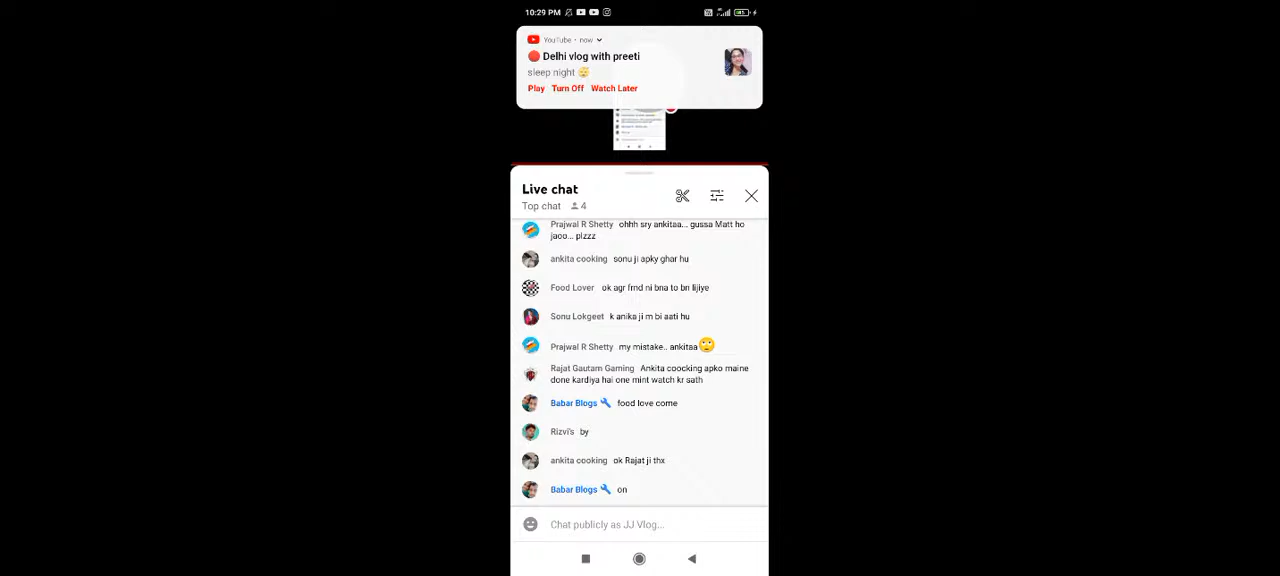 10:29 PM
YouTube • now
Delhi vlog with preeti
sleep night 😴
Play Turn Off Watch Later
Live chat
Top chat 4
Prajwal R Shetty ohhh sry ankitaa... gussa Matt ho
jaoo... plzzz
ankita cooking sonu ji apky ghar hu
Food Lover ok agr frnd ni bna to bn lijiye
Sonu Lokgeet k anika ji m bi aati hu
Prajwal R Shetty my mistake.. ankitaa🙄
Rajat Gautam Gaming Ankita coocking apko maine
done kardiya hai one mint watch kr sath
Babar Blogs food love come
Rizvi's by
ankita cooking ok Rajat ji thx
Babar Blogs on
Chat publicly as JJ Vlog...